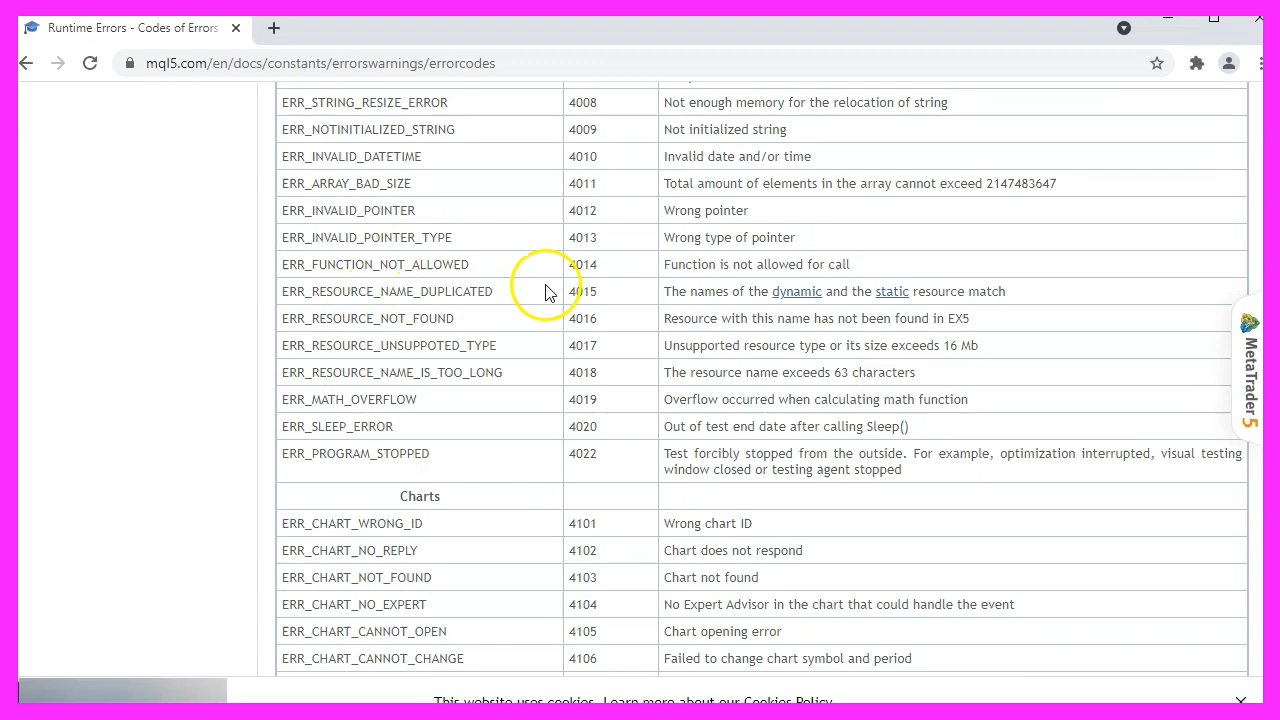 Runtime Errors - Codes of Errors
mql5.com/en/docs/constants/errorswarnings/errorcodes
ERR_STRING_RESIZE_ERROR 4008 Not enough memory for the relocation of string
ERR_NOTINITIALIZED_STRING 4009 Not initialized string
ERR_INVALID_DATETIME 4010 Invalid date and/or time
ERR_ARRAY_BAD_SIZE 4011 Total amount of elements in the array cannot exceed 2147483647
ERR_INVALID_POINTER 4012 Wrong pointer
ERR_INVALID_POINTER_TYPE 4013 Wrong type of pointer
ERR_FUNCTION_NOT_ALLOWED 4014 Function is not allowed for call
ERR_RESOURCE_NAME_DUPLICATED 4015 The names of the dynamic and the static resource match
ERR_RESOURCE_NOT_FOUND 4016 Resource with this name has not been found in EX5
ERR_RESOURCE_UNSUPPOTED_TYPE 4017 Unsupported resource type or its size exceeds 16 Mb
ERR_RESOURCE_NAME_IS_TOO_LONG 4018 The resource name exceeds 63 characters
ERR_MATH_OVERFLOW 4019 Overflow occurred when calculating math function
ERR_SLEEP_ERROR 4020 Out of test end date after calling Sleep()
ERR_PROGRAM_STOPPED 4022 Test forcibly stopped from the outside. For example, optimization interrupted, visual testing
window closed or testing agent stopped
Charts
ERR_CHART_WRONG_ID 4101 Wrong chart ID
ERR_CHART_NO_REPLY 4102 Chart does not respond
ERR_CHART_NOT_FOUND 4103 Chart not found
ERR_CHART_NO_EXPERT 4104 No Expert Advisor in the chart that could handle the event
ERR_CHART_CANNOT_OPEN 4105 Chart opening error
ERR_CHART_CANNOT_CHANGE 4106 Failed to change chart symbol and period
MetaTrader 5
This website uses cookies. Learn more about our Cookies Policy.